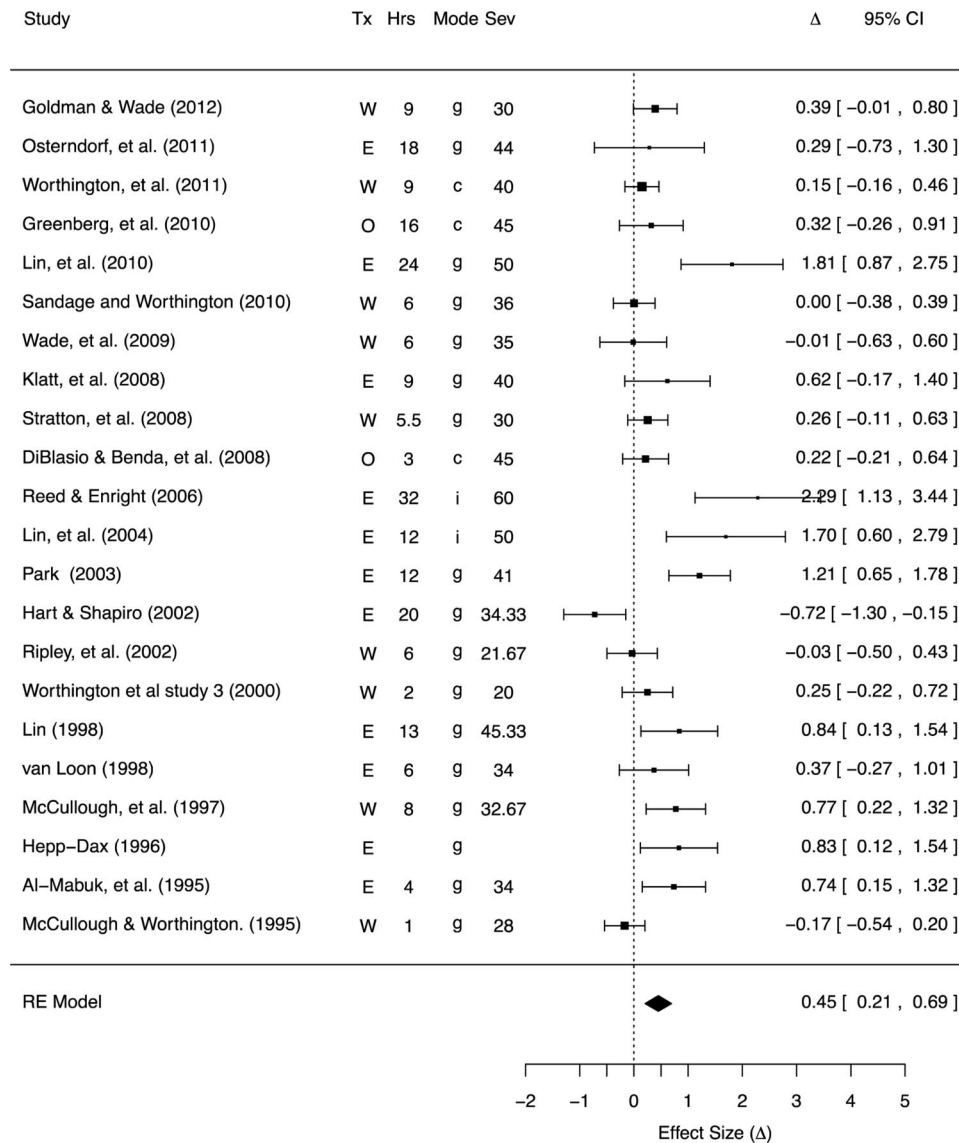 Study Tx Hrs Mode Sev Δ 95% CI
Goldman & Wade (2012) W 9 g 30 0.39 [ −0.01 , 0.80 ]
Osterndorf, et al. (2011) E 18 g 44 0.29 [ −0.73 , 1.30 ]
Worthington, et al. (2011) W 9 c 40 0.15 [ −0.16 , 0.46 ]
Greenberg, et al. (2010) O 16 c 45 0.32 [ −0.26 , 0.91 ]
Lin, et al. (2010) E 24 g 50 1.81 [ 0.87 , 2.75 ]
Sandage and Worthington (2010) W 6 g 36 0.00 [ −0.38 , 0.39 ]
Wade, et al. (2009) W 6 g 35 −0.01 [ −0.63 , 0.60 ]
Klatt, et al. (2008) E 9 g 40 0.62 [ −0.17 , 1.40 ]
Stratton, et al. (2008) W 5.5 g 30 0.26 [ −0.11 , 0.63 ]
DiBlasio & Benda, et al. (2008) O 3 c 45 0.22 [ −0.21 , 0.64 ]
Reed & Enright (2006) E 32 i 60 2.29 [ 1.13 , 3.44 ]
Lin, et al. (2004) E 12 i 50 1.70 [ 0.60 , 2.79 ]
Park (2003) E 12 g 41 1.21 [ 0.65 , 1.78 ]
Hart & Shapiro (2002) E 20 g 34.33 −0.72 [ −1.30 , −0.15 ]
Ripley, et al. (2002) W 6 g 21.67 −0.03 [ −0.50 , 0.43 ]
Worthington et al study 3 (2000) W 2 g 20 0.25 [ −0.22 , 0.72 ]
Lin (1998) E 13 g 45.33 0.84 [ 0.13 , 1.54 ]
van Loon (1998) E 6 g 34 0.37 [ −0.27 , 1.01 ]
McCullough, et al. (1997) W 8 g 32.67 0.77 [ 0.22 , 1.32 ]
Hepp−Dax (1996) E g 0.83 [ 0.12 , 1.54 ]
Al−Mabuk, et al. (1995) E 4 g 34 0.74 [ 0.15 , 1.32 ]
McCullough & Worthington. (1995) W 1 g 28 −0.17 [ −0.54 , 0.20 ]
RE Model 0.45 [ 0.21 , 0.69 ]
−2 −1 0 1 2 3 4 5
Effect Size (Δ)